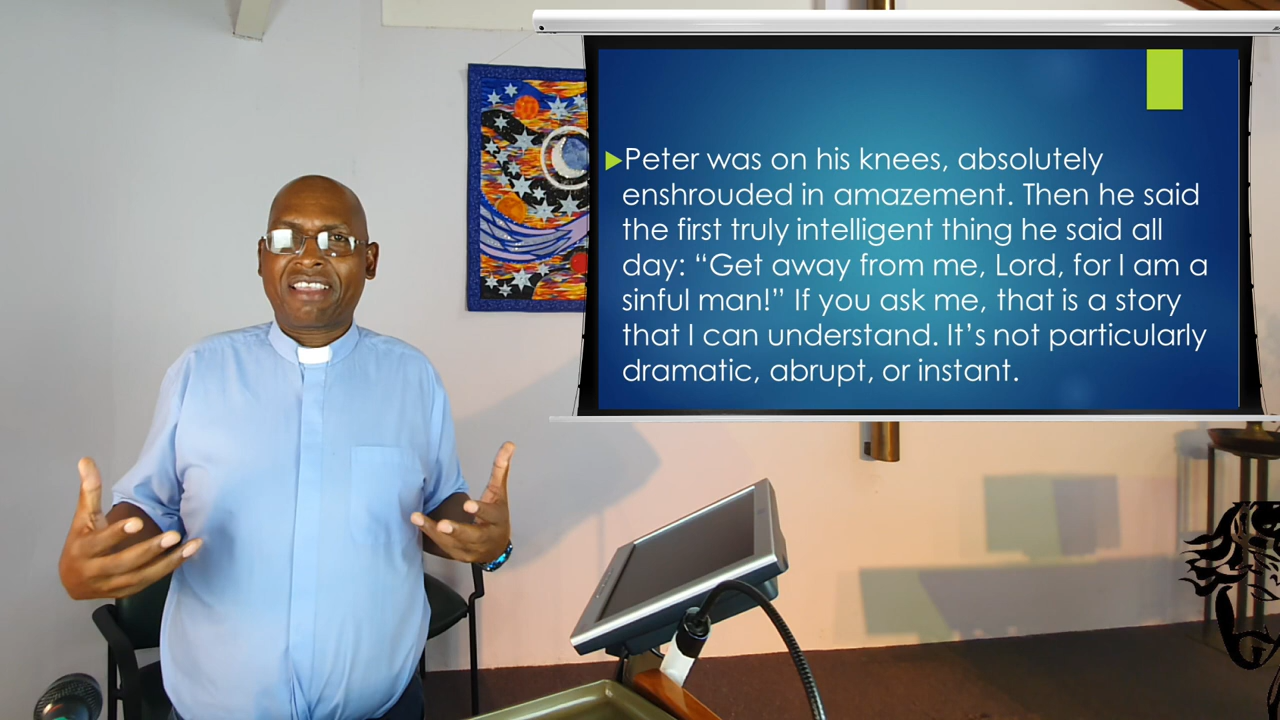 Peter was on his knees, absolutely
enshrouded in amazement. Then he said
the first truly intelligent thing he said all
day: “Get away from me, Lord, for I am a
sinful man!” If you ask me, that is a story
that I can understand. It’s not particularly
dramatic, abrupt, or instant.